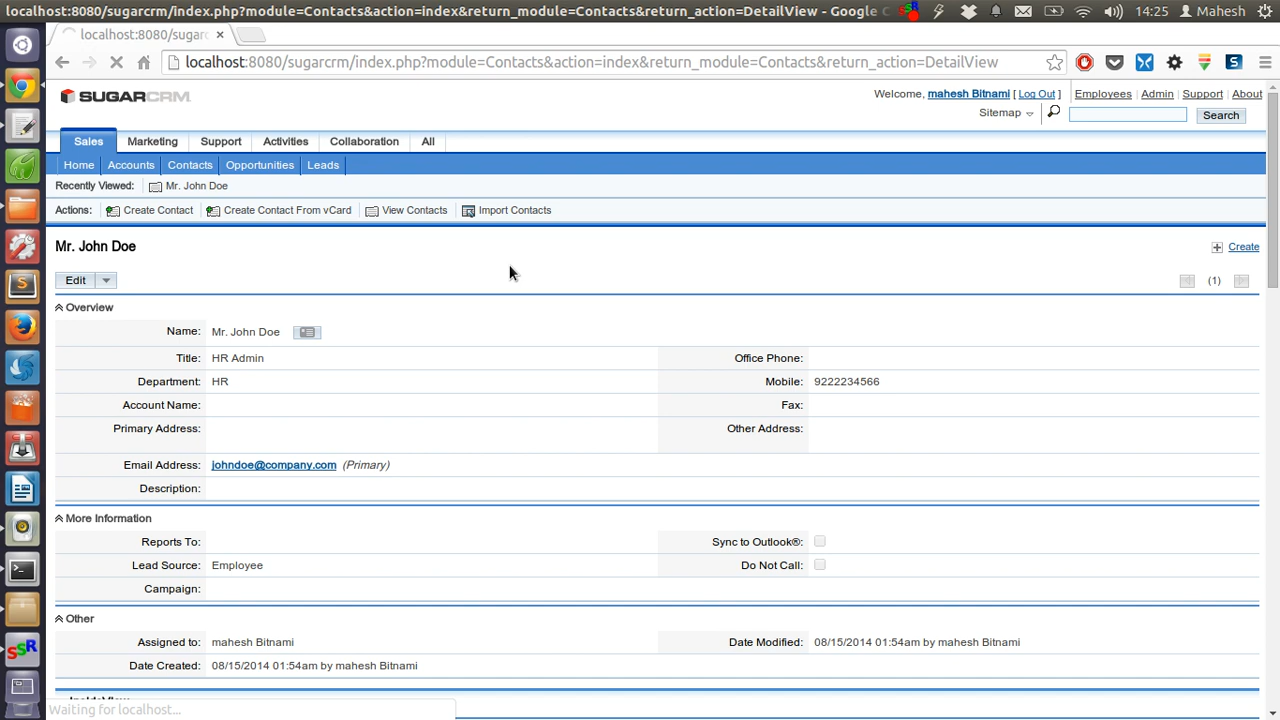 localhost:8080/sugarcrm/index.php?module=Contacts&action=index&return_module=Contacts&return_action=DetailView - Google C
14:25 Mahesh
localhost:8080/sugarc
localhost:8080/sugarcrm/index.php?module=Contacts&action=index&return_module=Contacts&return_action=DetailView
SUGARCRM
Welcome, mahesh Bitnami [ Log Out ] Employees Admin Support About
Sitemap Search
Sales Marketing Support Activities Collaboration All
Home Accounts Contacts Opportunities Leads
Recently Viewed: Mr. John Doe
Actions: Create Contact Create Contact From vCard View Contacts Import Contacts
Mr. John Doe
Create
Edit (1)
Overview
Name: Mr. John Doe
Title: HR Admin Office Phone:
Department: HR Mobile: 9222234566
Account Name: Fax:
Primary Address: Other Address:
Email Address: johndoe@company.com (Primary)
Description:
More Information
Reports To: Sync to Outlook®:
Lead Source: Employee Do Not Call:
Campaign:
Other
Assigned to: mahesh Bitnami Date Modified: 08/15/2014 01:54am by mahesh Bitnami
Date Created: 08/15/2014 01:54am by mahesh Bitnami
InsideView
Waiting for localhost...